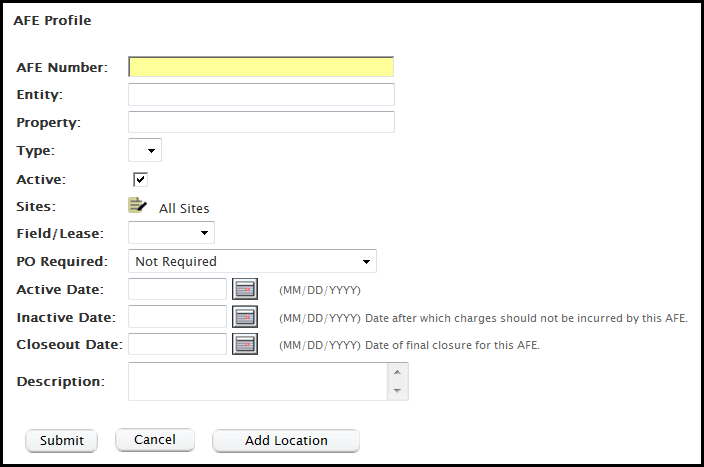 AFE Profile
AFE Number:
Entity:
Property:
Type:
Active:
Sites: All Sites
Field/Lease:
PO Required: Not Required
Active Date: (MM/DD/YYYY)
Inactive Date: (MM/DD/YYYY) Date after which charges should not be incurred by this AFE.
Closeout Date: (MM/DD/YYYY) Date of final closure for this AFE.
Description:
Submit Cancel Add Location